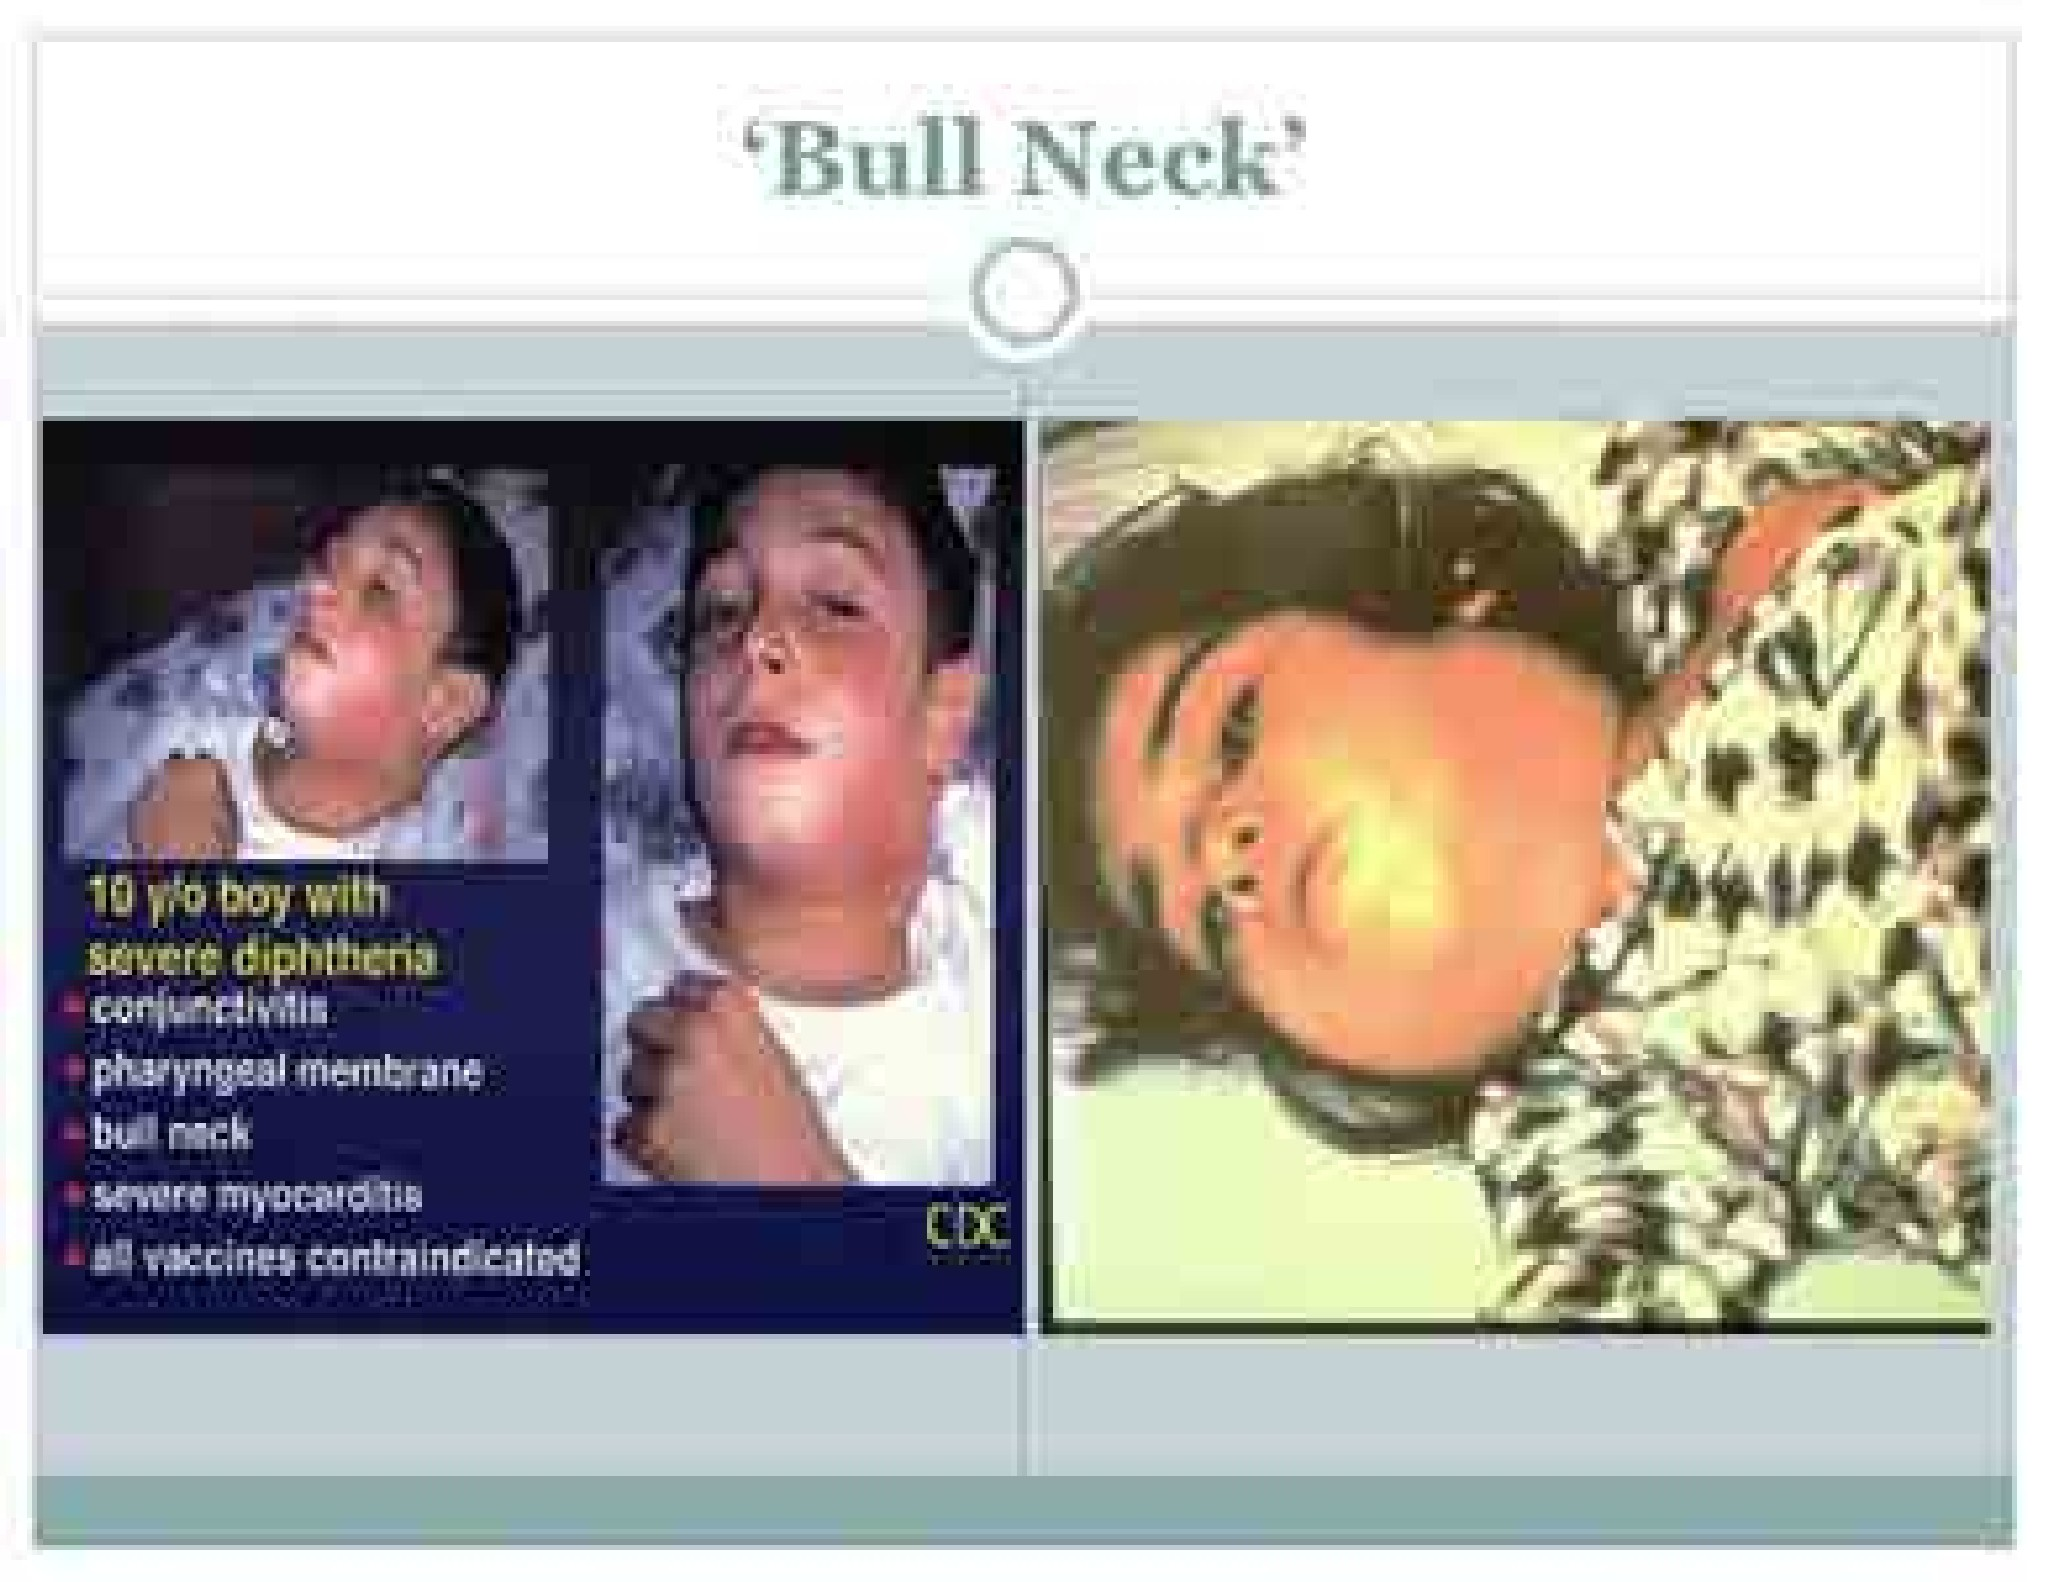 ‘Bull Neck’
10 y/o boy with
severe diphtheria
conjunctivitis
pharyngeal membrane
bull neck
severe myocarditis
all vaccines contraindicated
CDC